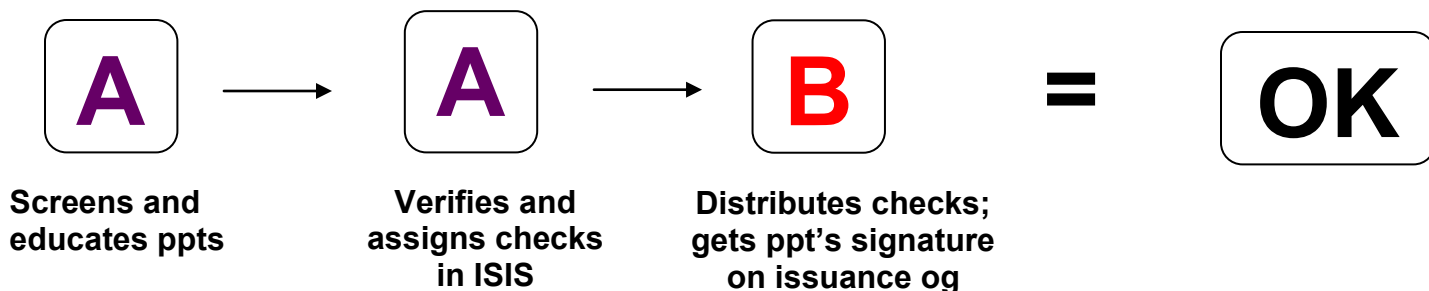 A
A
B
=
OK
Screens and
educates ppts
Verifies and
assigns checks
in ISIS
Distributes checks;
gets ppt's signature
on issuance og